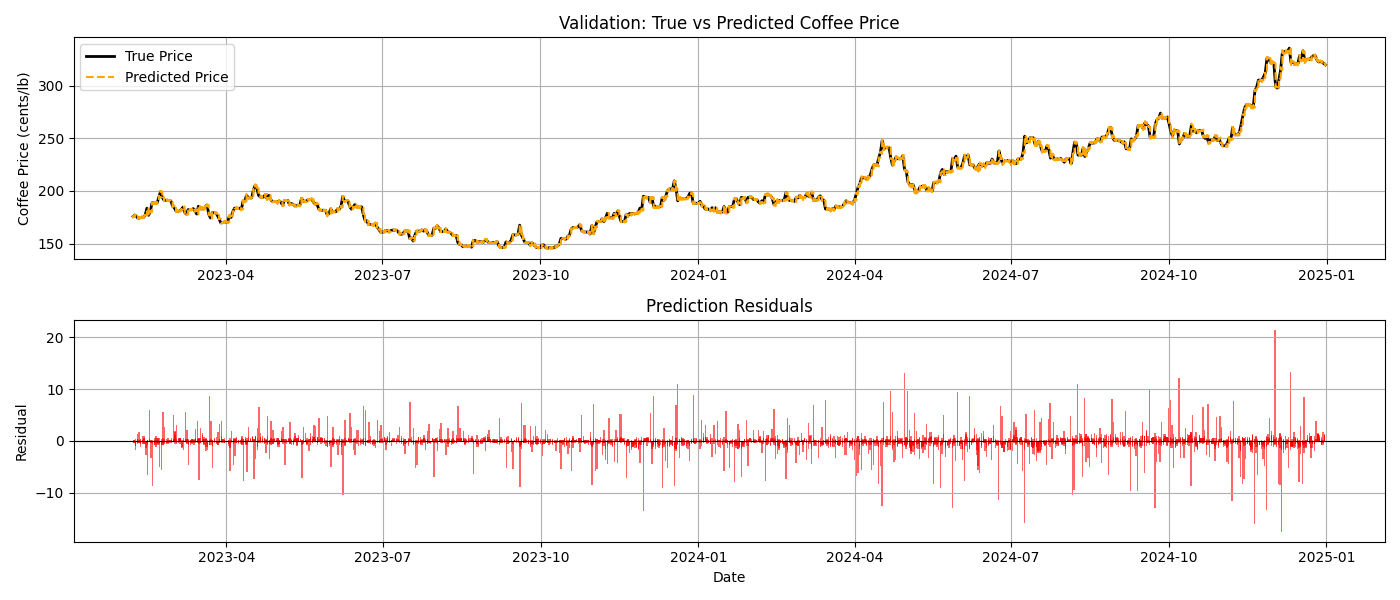 Validation: True vs Predicted Coffee Price
True Price
Predicted Price
Coffee Price (cents/lb)
300
250
200
150
2023-04 2023-07 2023-10 2024-01 2024-04 2024-07 2024-10 2025-01
Prediction Residuals
Residual
20
10
0
−10
2023-04 2023-07 2023-10 2024-01 2024-04 2024-07 2024-10 2025-01
Date